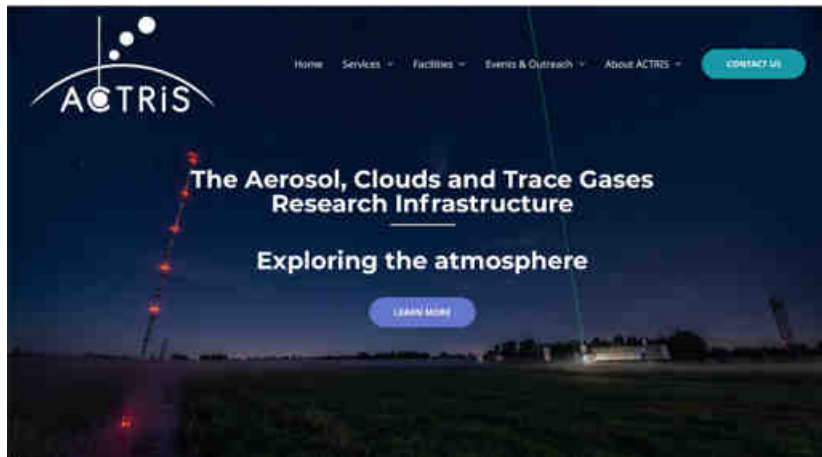 ACTRiS
Home Services Facilities Events & Outreach About ACTRIS CONTACT US
The Aerosol, Clouds and Trace Gases
Research Infrastructure
Exploring the atmosphere
LEARN MORE